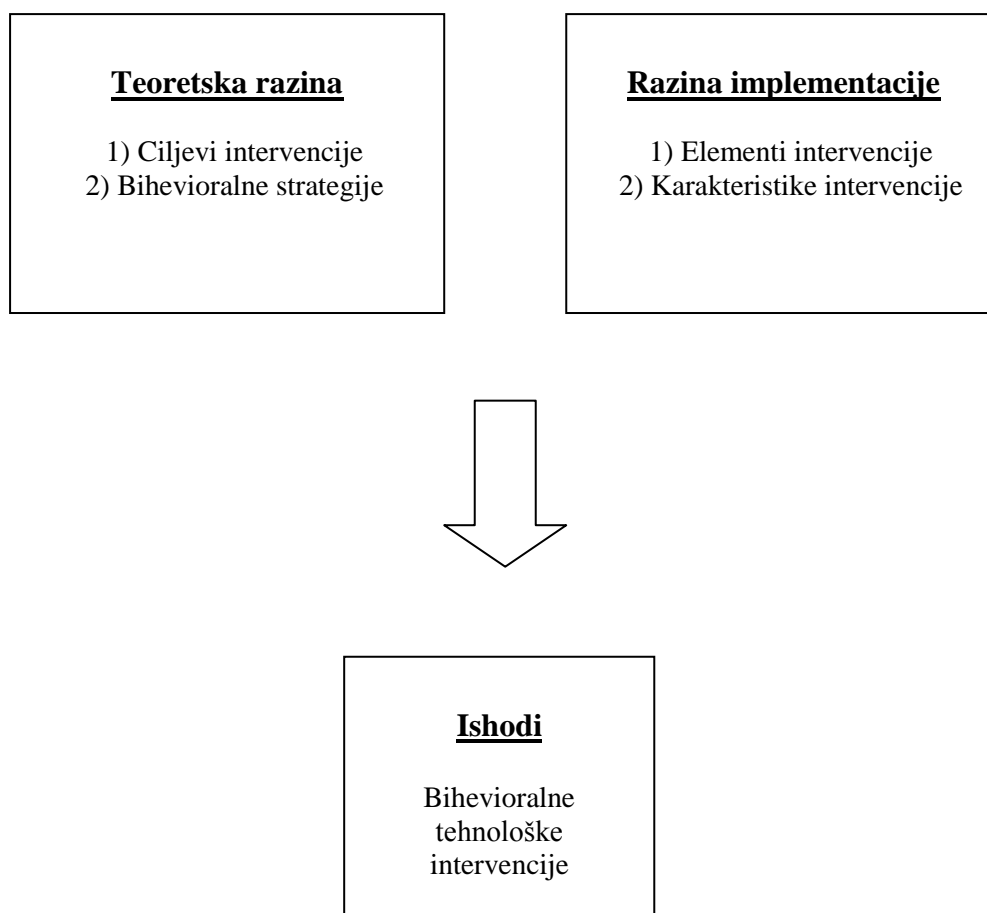 Teoretska razina
1) Ciljevi intervencije
2) Bihevioralne strategije
Razina implementacije
1) Elementi intervencije
2) Karakteristike intervencije
Ishodi
Bihevioralne
tehnološke
intervencije